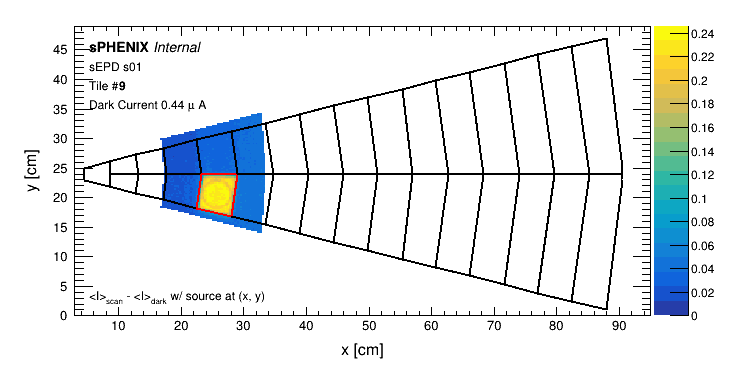 sPHENIX Internal
sEPD s01
Tile #9
Dark Current 0.44 μ A
<I>scan - <I>dark w/ source at (x, y)
y [cm]
45
40
35
30
25
20
15
10
5
0
10 20 30 40 50 60 70 80 90
x [cm]
0.24
0.22
0.2
0.18
0.16
0.14
0.12
0.1
0.08
0.06
0.04
0.02
0